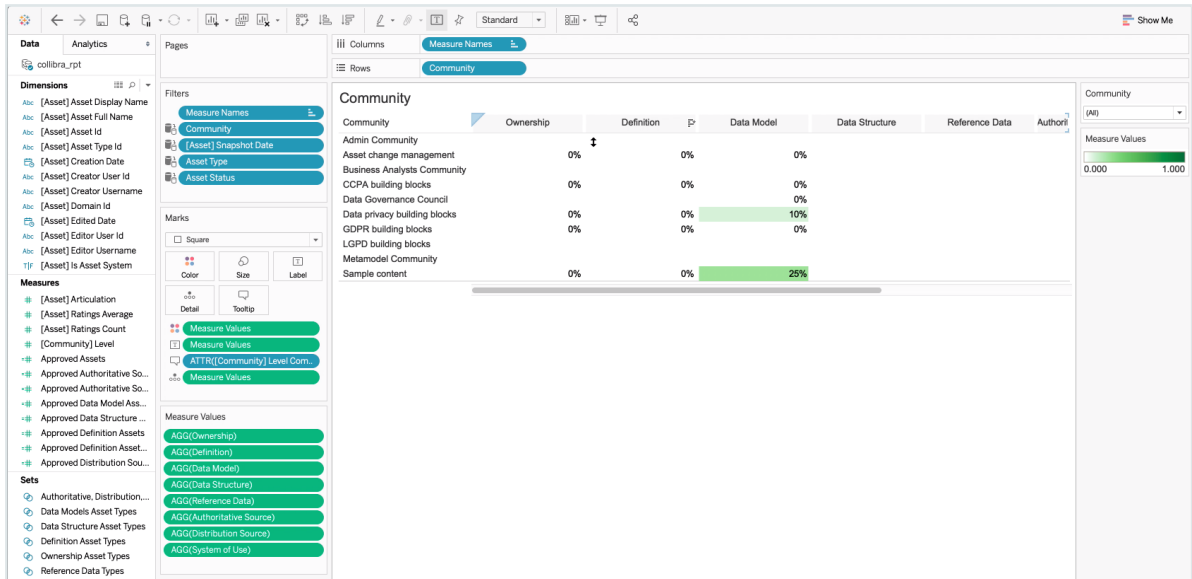 Standard
Show Me
Data
Analytics
collibra_rpt
Dimensions
Abc [Asset] Asset Display Name
Abc [Asset] Asset Full Name
Abc [Asset] Asset Id
Abc [Asset] Asset Type Id
[Asset] Creation Date
Abc [Asset] Creator User Id
Abc [Asset] Creator Username
Abc [Asset] Domain Id
[Asset] Edited Date
Abc [Asset] Editor User Id
Abc [Asset] Editor Username
T|F [Asset] Is Asset System
Measures
# [Asset] Articulation
# [Asset] Ratings Average
# [Asset] Ratings Count
# [Community] Level
=# Approved Assets
=# Approved Authoritative So...
=# Approved Authoritative So...
=# Approved Data Model Ass...
=# Approved Data Structure ...
=# Approved Definition Assets
=# Approved Definition Asset...
=# Approved Distribution Sou...
Sets
Authoritative, Distribution,...
Data Models Asset Types
Data Structure Asset Types
Definition Asset Types
Ownership Asset Types
Reference Data Types
Pages
Filters
Measure Names
Community
[Asset] Snapshot Date
Asset Type
Asset Status
Marks
Square
Color Size Label
Detail Tooltip
Measure Values
Measure Values
ATTR([Community] Level Com..
Measure Values
Measure Values
AGG(Ownership)
AGG(Definition)
AGG(Data Model)
AGG(Data Structure)
AGG(Reference Data)
AGG(Authoritative Source)
AGG(Distribution Source)
AGG(System of Use)
Columns Measure Names
Rows Community
Community
Community Ownership Definition Data Model Data Structure Reference Data Authorit
Admin Community
Asset change management 0% 0% 0%
Business Analysts Community
CCPA building blocks 0% 0% 0%
Data Governance Council 0%
Data privacy building blocks 0% 0% 10%
GDPR building blocks 0% 0% 0%
LGPD building blocks
Metamodel Community
Sample content 0% 0% 25%
Community
(All)
Measure Values
0.000 1.000